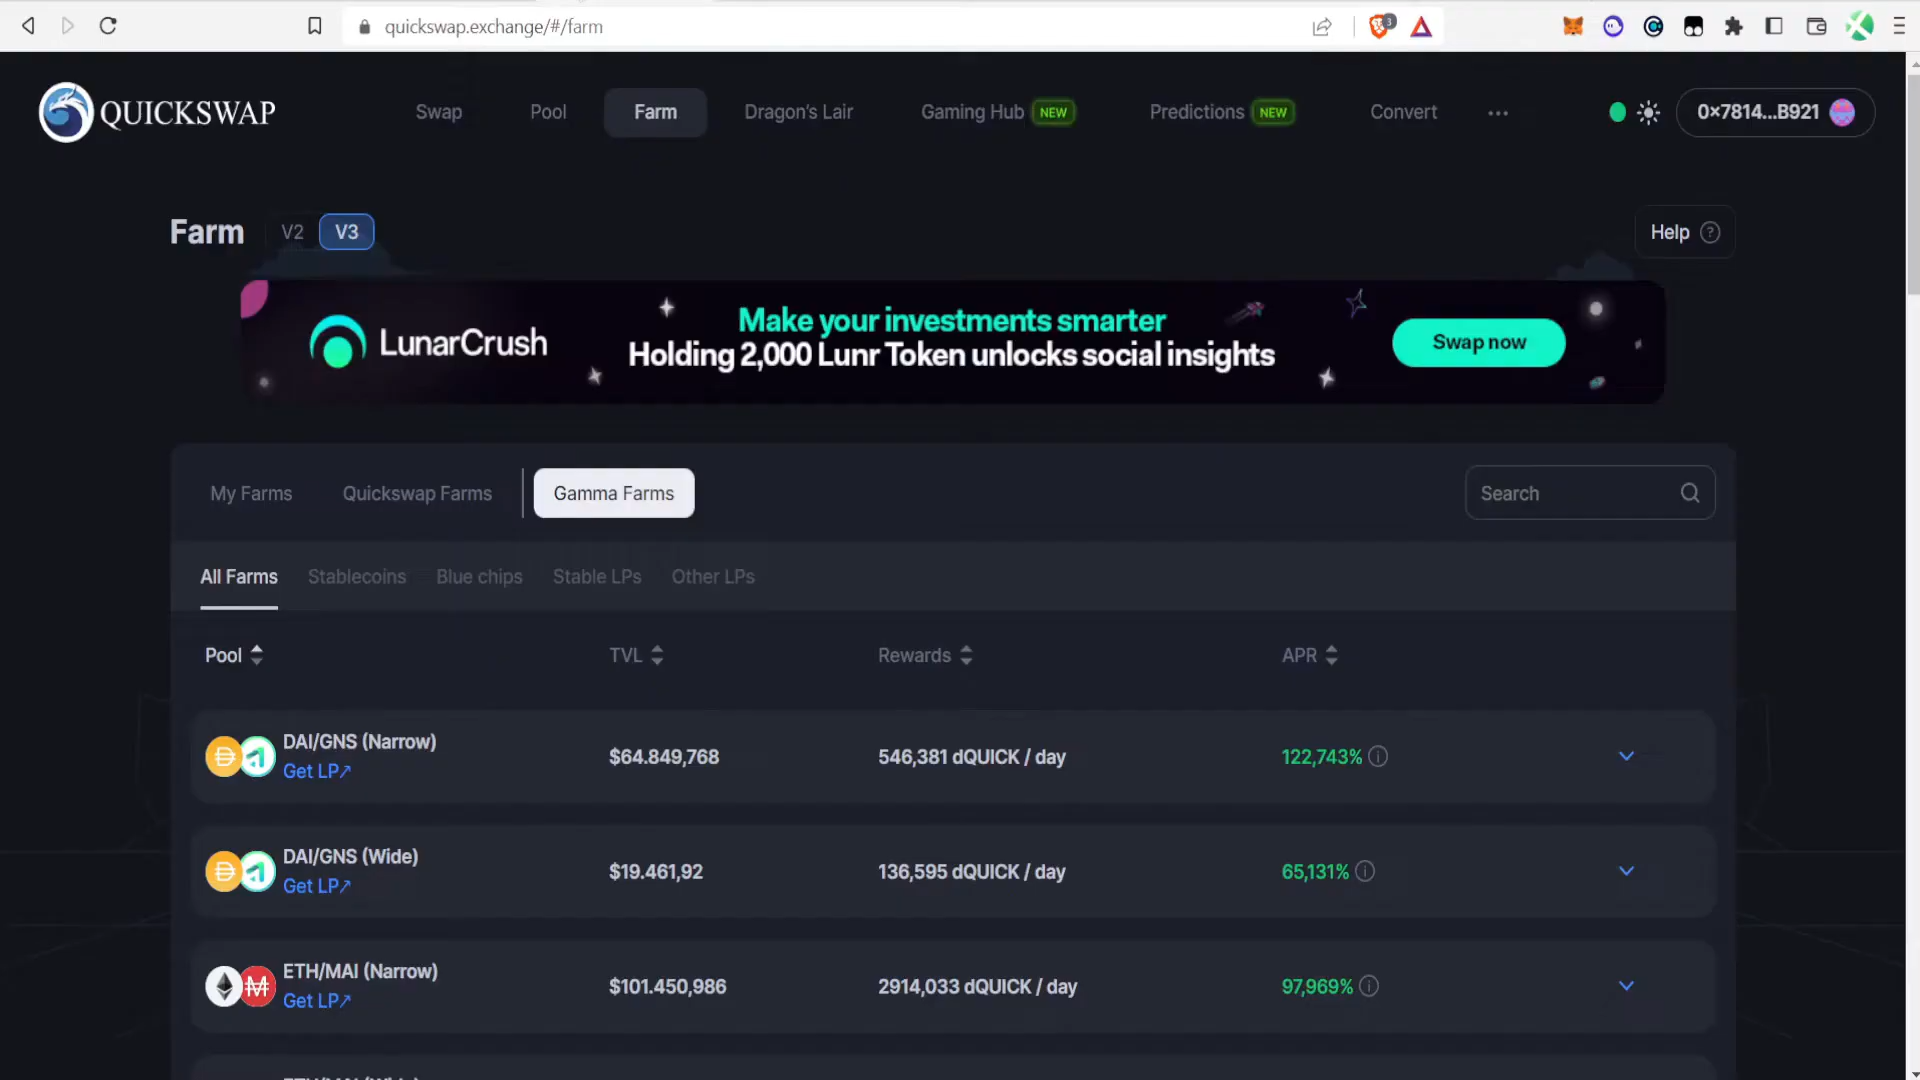 quickswap.exchange/#/farm
3
QUICKSWAP
Swap
Pool
Farm
Dragon's Lair
Gaming Hub NEW
Predictions NEW
Convert
0×7814...B921
Farm
V2
V3
Help ?
LunarCrush
Make your investments smarter
Holding 2,000 Lunr Token unlocks social insights
Swap now
My Farms
Quickswap Farms
Gamma Farms
Search
All Farms
Stablecoins
Blue chips
Stable LPs
Other LPs
Pool
TVL
Rewards
APR
DAI/GNS (Narrow)
Get LP↗
$64.849,768
546,381 dQUICK / day
122,743%
DAI/GNS (Wide)
Get LP↗
$19.461,92
136,595 dQUICK / day
65,131%
ETH/MAI (Narrow)
Get LP↗
$101.450,986
2914,033 dQUICK / day
97,969%